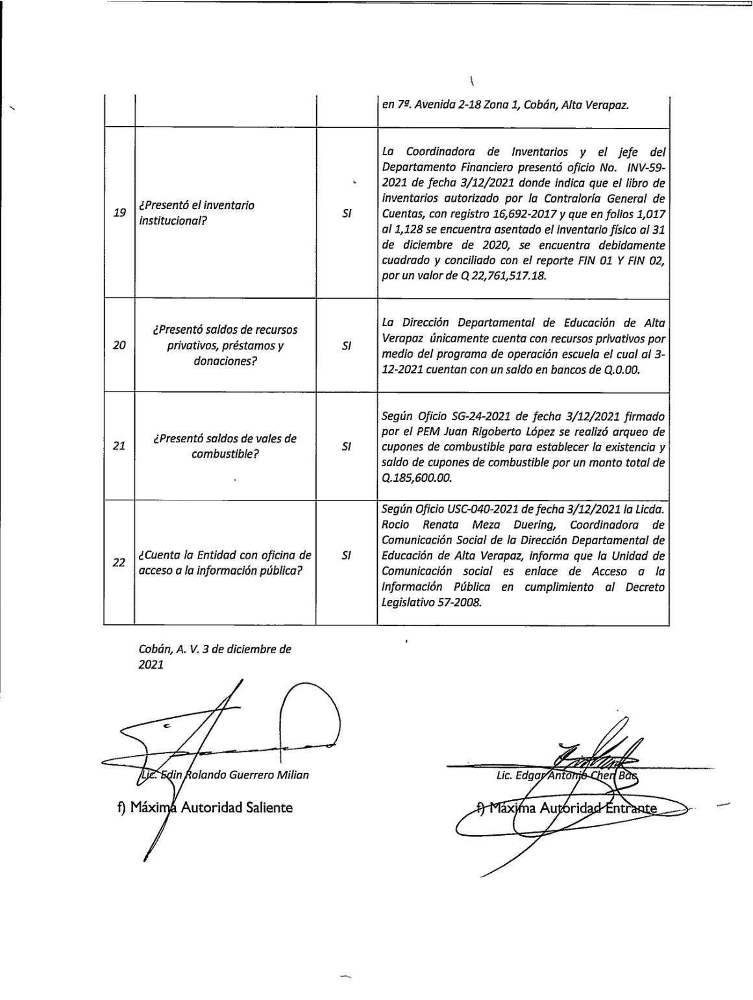 en 7ª. Avenida 2-18 Zona 1, Cobán, Alta Verapaz.
19
¿Presentó el inventario
institucional?
SI
La Coordinadora de Inventarios y el jefe del
Departamento Financiero presentó oficio No. INV-59-
2021 de fecha 3/12/2021 donde indica que el libro de
inventarios autorizado por la Contraloría General de
Cuentas, con registro 16,692-2017 y que en folios 1,017
al 1,128 se encuentra asentado el inventario físico al 31
de diciembre de 2020, se encuentra debidamente
cuadrado y conciliado con el reporte FIN 01 Y FIN 02,
por un valor de Q 22,761,517.18.
20
¿Presentó saldos de recursos
privativos, préstamos y
donaciones?
SI
La Dirección Departamental de Educación de Alta
Verapaz únicamente cuenta con recursos privativos por
medio del programa de operación escuela el cual al 3-
12-2021 cuentan con un saldo en bancos de Q.0.00.
21
¿Presentó saldos de vales de
combustible?
SI
Según Oficio SG-24-2021 de fecha 3/12/2021 firmado
por el PEM Juan Rigoberto López se realizó arqueo de
cupones de combustible para establecer la existencia y
saldo de cupones de combustible por un monto total de
Q.185,600.00.
22
¿Cuenta la Entidad con oficina de
acceso a la información pública?
SI
Según Oficio USC-040-2021 de fecha 3/12/2021 la Licda.
Rocio Renata Meza Duering, Coordinadora de
Comunicación Social de la Dirección Departamental de
Educación de Alta Verapaz, informa que la Unidad de
Comunicación social es enlace de Acceso a la
Información Pública en cumplimiento al Decreto
Legislativo 57-2008.
Cobán, A. V. 3 de diciembre de
2021
Lic. Edin Rolando Guerrero Milian
f) Máxima Autoridad Saliente
Lic. Edgar Antonio Chen Bac
f) Máxima Autoridad Entrante